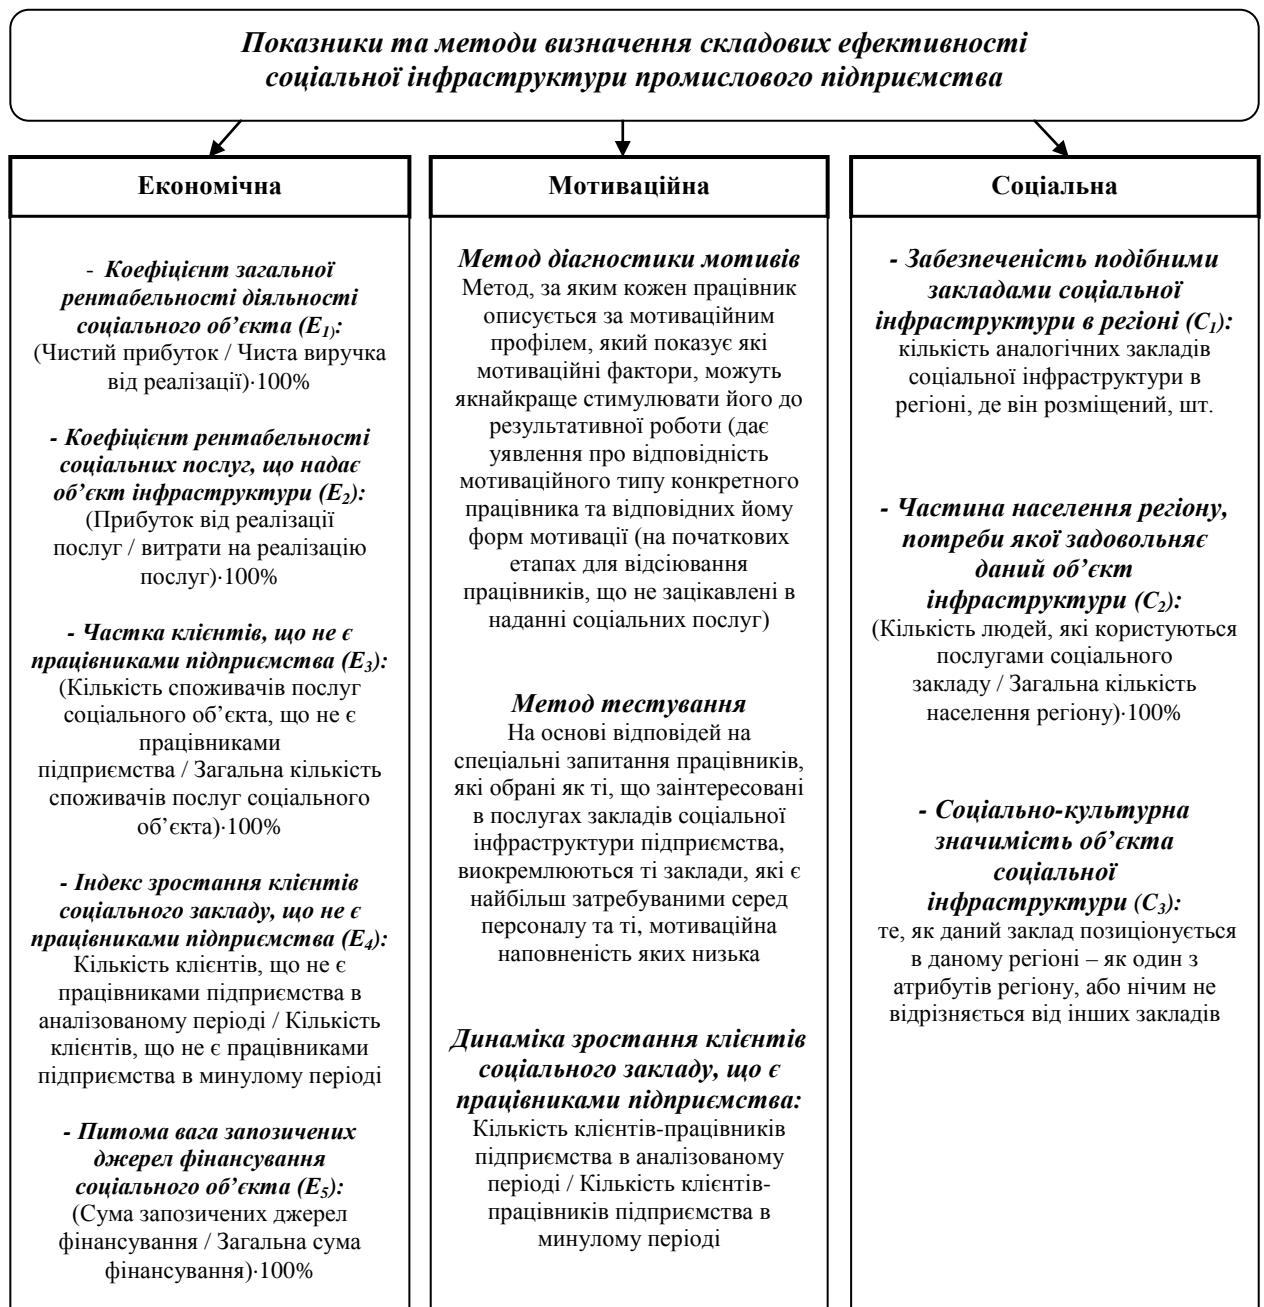 Показники та методи визначення складових ефективності
соціальної інфраструктури промислового підприємства
Економічна
- Коефіцієнт загальної
рентабельності діяльності
соціального об’єкта (E1):
(Чистий прибуток / Чиста виручка
від реалізації)·100%
- Коефіцієнт рентабельності
соціальних послуг, що надає
об’єкт інфраструктури (E2):
(Прибуток від реалізації
послуг / витрати на реалізацію
послуг)·100%
- Частка клієнтів, що не є
працівниками підприємства (E3):
(Кількість споживачів послуг
соціального об’єкта, що не є
працівниками
підприємства / Загальна кількість
споживачів послуг соціального
об’єкта)·100%
- Індекс зростання клієнтів
соціального закладу, що не є
працівниками підприємства (E4):
Кількість клієнтів, що не є
працівниками підприємства в
аналізованому періоді / Кількість
клієнтів, що не є працівниками
підприємства в минулому періоді
- Питома вага запозичених
джерел фінансування
соціального об’єкта (E5):
(Сума запозичених джерел
фінансування / Загальна сума
фінансування)·100%
Мотиваційна
Метод діагностики мотивів
Метод, за яким кожен працівник
описується за мотиваційним
профілем, який показує які
мотиваційні фактори, можуть
якнайкраще стимулювати його до
результативної роботи (дає
уявлення про відповідність
мотиваційного типу конкретного
працівника та відповідних йому
форм мотивації (на початкових
етапах для відсіювання
працівників, що не зацікавлені в
наданні соціальних послуг)
Метод тестування
На основі відповідей на
спеціальні запитання працівників,
які обрані як ті, що заінтересовані
в послугах закладів соціальної
інфраструктури підприємства,
виокремлюються ті заклади, які є
найбільш затребуваними серед
персоналу та ті, мотиваційна
наповненість яких низька
Динаміка зростання клієнтів
соціального закладу, що є
працівниками підприємства:
Кількість клієнтів-працівників
підприємства в аналізованому
періоді / Кількість клієнтів-
працівників підприємства в
минулому періоді
Соціальна
- Забезпеченість подібними
закладами соціальної
інфраструктури в регіоні (C1):
кількість аналогічних закладів
соціальної інфраструктури в
регіоні, де він розміщений, шт.
- Частина населення регіону,
потреби якої задовольняє
даний об’єкт
інфраструктури (C2):
(Кількість людей, які користуються
послугами соціального
закладу / Загальна кількість
населення регіону)·100%
- Соціально-культурна
значимість об’єкта
соціальної
інфраструктури (C3):
те, як даний заклад позиціонується
в даному регіоні – як один з
атрибутів регіону, або нічим не
відрізняється від інших закладів